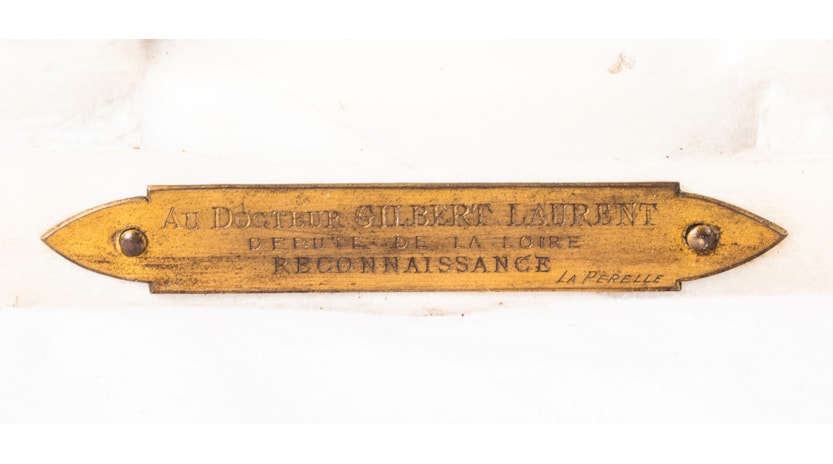 AU DOCTEUR GILBERT LAURENT
DEPUTE DE LA LOIRE
RECONNAISSANCE
LA PERELLE